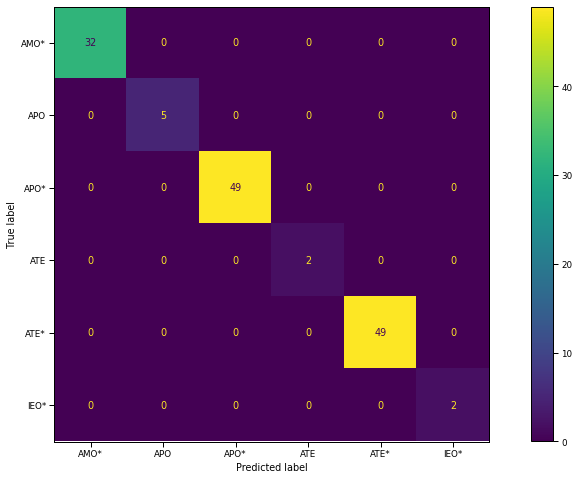 AMO* 32 0 0 0 0 0
APO 0 5 0 0 0 0
APO* 0 0 49 0 0 0
ATE 0 0 0 2 0 0
ATE* 0 0 0 0 49 0
IEO* 0 0 0 0 0 2
AMO* APO APO* ATE ATE* IEO*
Predicted label
True label
40
30
20
10
0